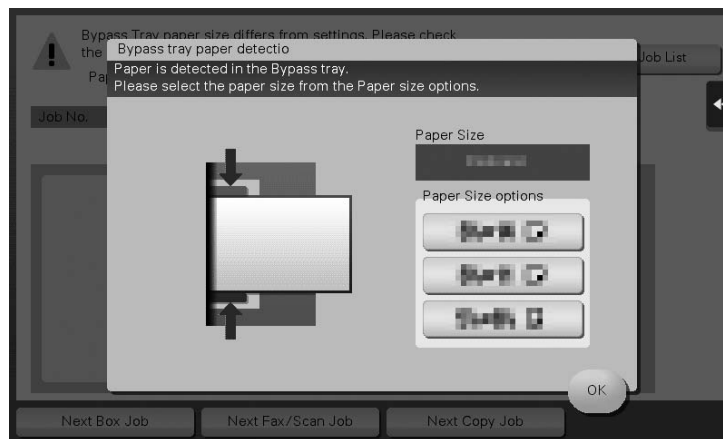 Bypass Tray paper size differs from settings. Please check
the
Job List
Job No.
Bypass tray paper detectio
Paper is detected in the Bypass tray.
Please select the paper size from the Paper size options.
Paper Size
Paper Size options
OK
Next Box Job
Next Fax/Scan Job
Next Copy Job